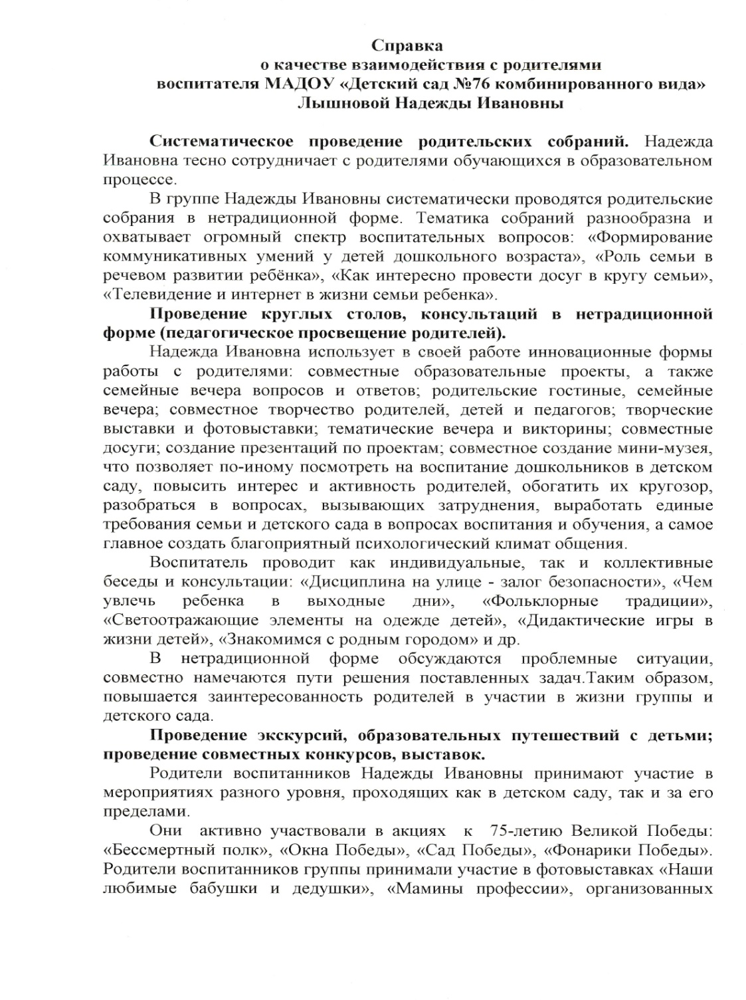 Справка
о качестве взаимодействия с родителями
воспитателя МАДОУ «Детский сад №76 комбинированного вида»
Лышновой Надежды Ивановны
Систематическое проведение родительских собраний. Надежда
Ивановна тесно сотрудничает с родителями обучающихся в образовательном
процессе.
В группе Надежды Ивановны систематически проводятся родительские
собрания в нетрадиционной форме. Тематика собраний разнообразна и
охватывает огромный спектр воспитательных вопросов: «Формирование
коммуникативных умений у детей дошкольного возраста», «Роль семьи в
речевом развитии ребёнка», «Как интересно провести досуг в кругу семьи»,
«Телевидение и интернет в жизни семьи ребенка».
Проведение круглых столов, консультаций в нетрадиционной
форме (педагогическое просвещение родителей).
Надежда Ивановна использует в своей работе инновационные формы
работы с родителями: совместные образовательные проекты, а также
семейные вечера вопросов и ответов; родительские гостиные, семейные
вечера; совместное творчество родителей, детей и педагогов; творческие
выставки и фотовыставки; тематические вечера и викторины; совместные
досуги; создание презентаций по проектам; совместное создание мини-музея,
что позволяет по-иному посмотреть на воспитание дошкольников в детском
саду, повысить интерес и активность родителей, обогатить их кругозор,
разобраться в вопросах, вызывающих затруднения, выработать единые
требования семьи и детского сада в вопросах воспитания и обучения, а самое
главное создать благоприятный психологический климат общения.
Воспитатель проводит как индивидуальные, так и коллективные
беседы и консультации: «Дисциплина на улице - залог безопасности», «Чем
увлечь ребенка в выходные дни», «Фольклорные традиции»,
«Светоотражающие элементы на одежде детей», «Дидактические игры в
жизни детей», «Знакомимся с родным городом» и др.
В нетрадиционной форме обсуждаются проблемные ситуации,
совместно намечаются пути решения поставленных задач.Таким образом,
повышается заинтересованность родителей в участии в жизни группы и
детского сада.
Проведение экскурсий, образовательных путешествий с детьми;
проведение совместных конкурсов, выставок.
Родители воспитанников Надежды Ивановны принимают участие в
мероприятиях разного уровня, проходящих как в детском саду, так и за его
пределами.
Они активно участвовали в акциях к 75-летию Великой Победы:
«Бессмертный полк», «Окна Победы», «Сад Победы», «Фонарики Победы».
Родители воспитанников группы принимали участие в фотовыставках «Наши
любимые бабушки и дедушки», «Мамины профессии», организованных